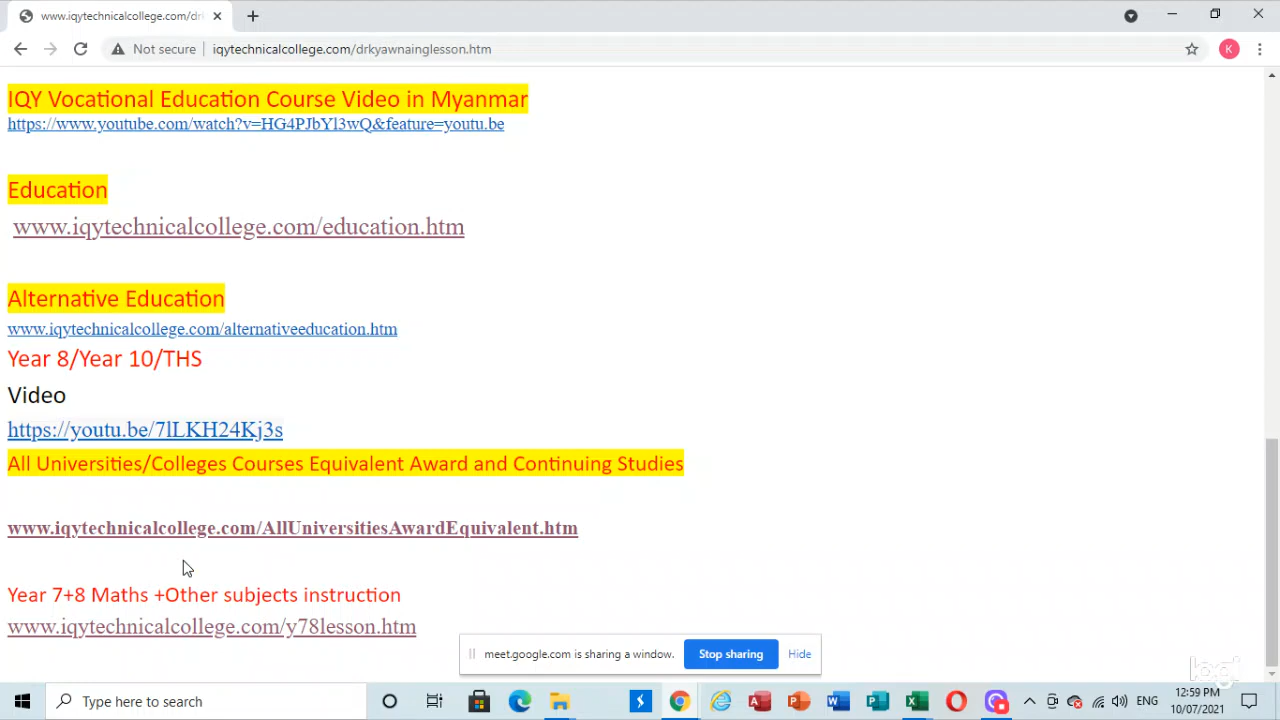 www.iqytechnicalcollege.com/drk
Not secure
iqytechnicalcollege.com/drkyawnainglesson.htm
K
IQY Vocational Education Course Video in Myanmar
https://www.youtube.com/watch?v=HG4PJbYl3wQ&feature=youtu.be
Education
www.iqytechnicalcollege.com/education.htm
Alternative Education
www.iqytechnicalcollege.com/alternativeeducation.htm
Year 8/Year 10/THS
Video
https://youtu.be/7lLKH24Kj3s
All Universities/Colleges Courses Equivalent Award and Continuing Studies
www.iqytechnicalcollege.com/AllUniversitiesAwardEquivalent.htm
Year 7+8 Maths +Other subjects instruction
www.iqytechnicalcollege.com/y78lesson.htm
meet.google.com is sharing a window.
Stop sharing
Hide
Type here to search
ENG
12:59 PM
10/07/2021